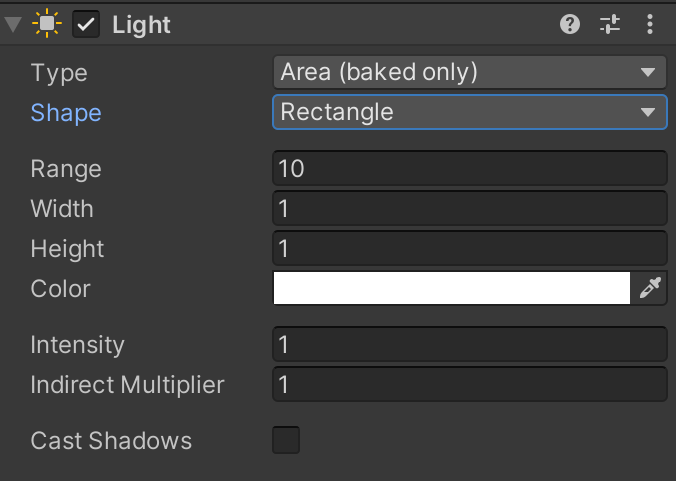 Light
Type Area (baked only)
Shape Rectangle
Range 10
Width 1
Height 1
Color
Intensity 1
Indirect Multiplier 1
Cast Shadows